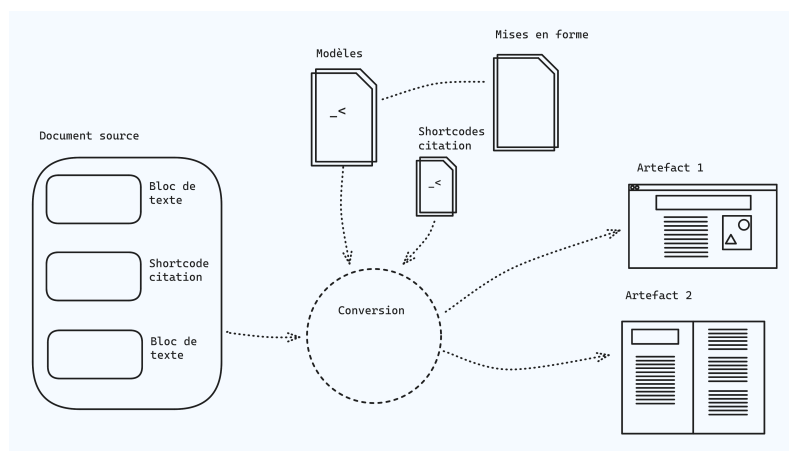 Mises en forme
Modèles
_<
Shortcodes
citation
_<
Document source
Bloc de
texte
Shortcode
citation
Bloc de
texte
Conversion
Artefact 1
Artefact 2